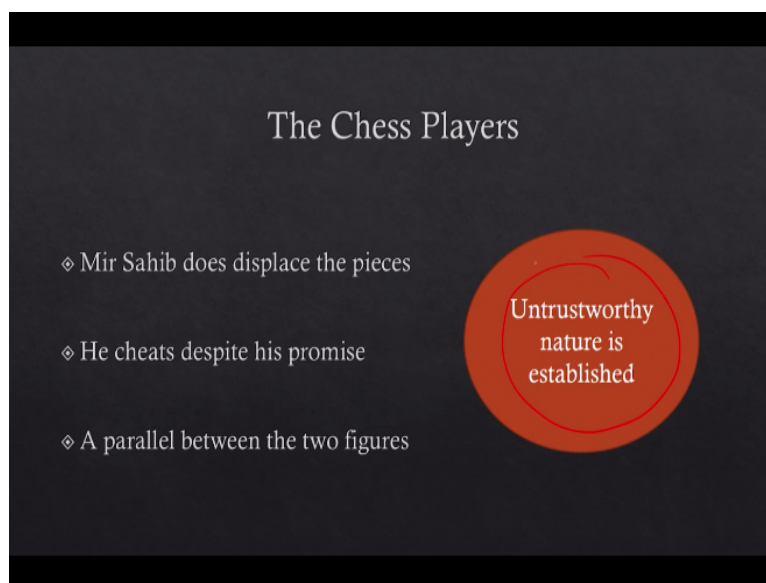 The Chess Players
Mir Sahib does displace the pieces
He cheats despite his promise
A parallel between the two figures
Untrustworthy
nature is
established